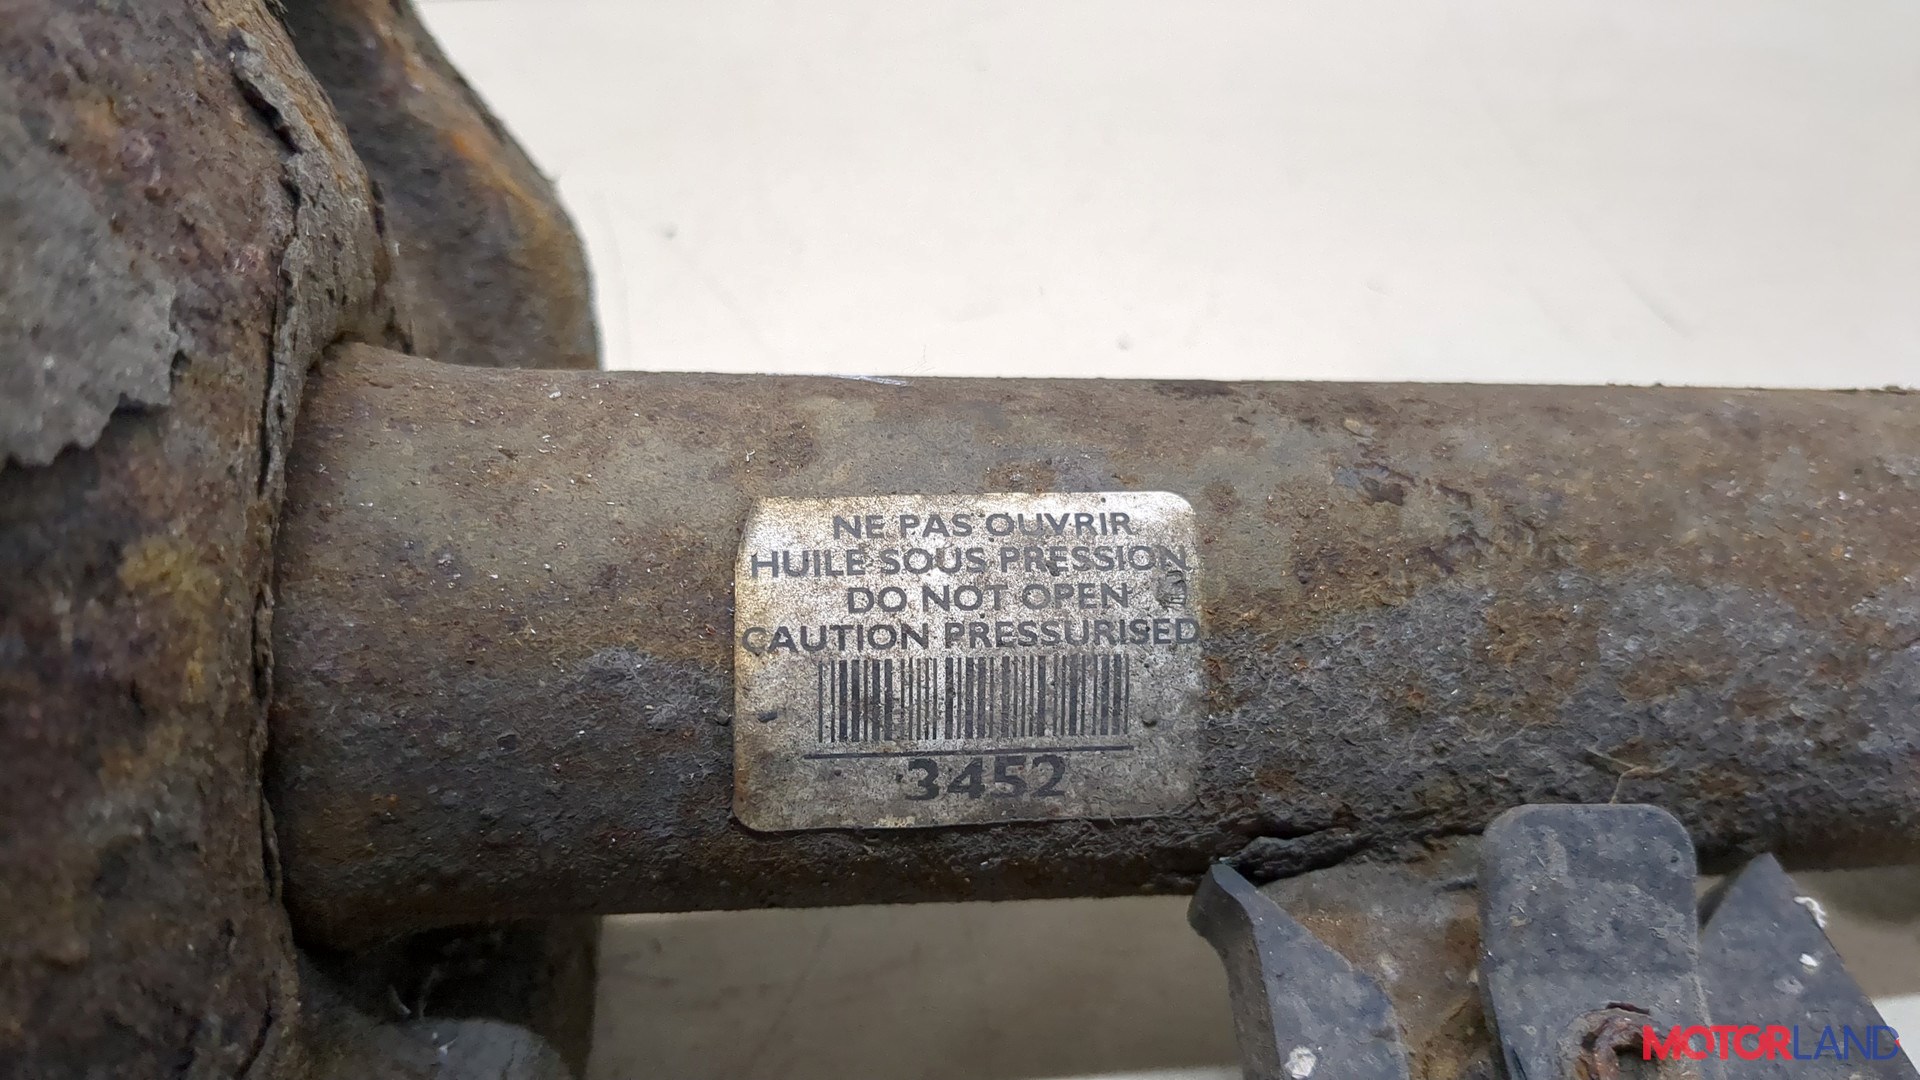 NE PAS OUVRIR
HUILE SOUS PRESSION
DO NOT OPEN
CAUTION PRESSURISED
3452
MOTORLAND